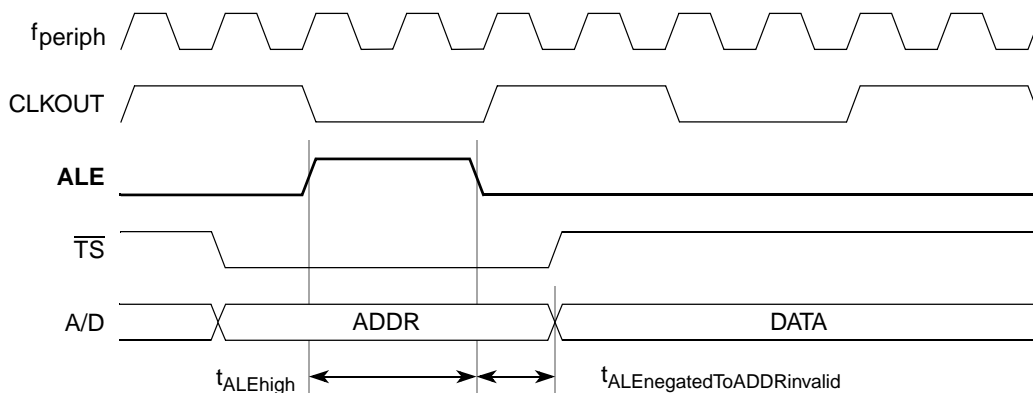 fperiph
CLKOUT
ALE
TS
A/D
ADDR
DATA
tALEhigh
tALEnegatedToADDRinvalid